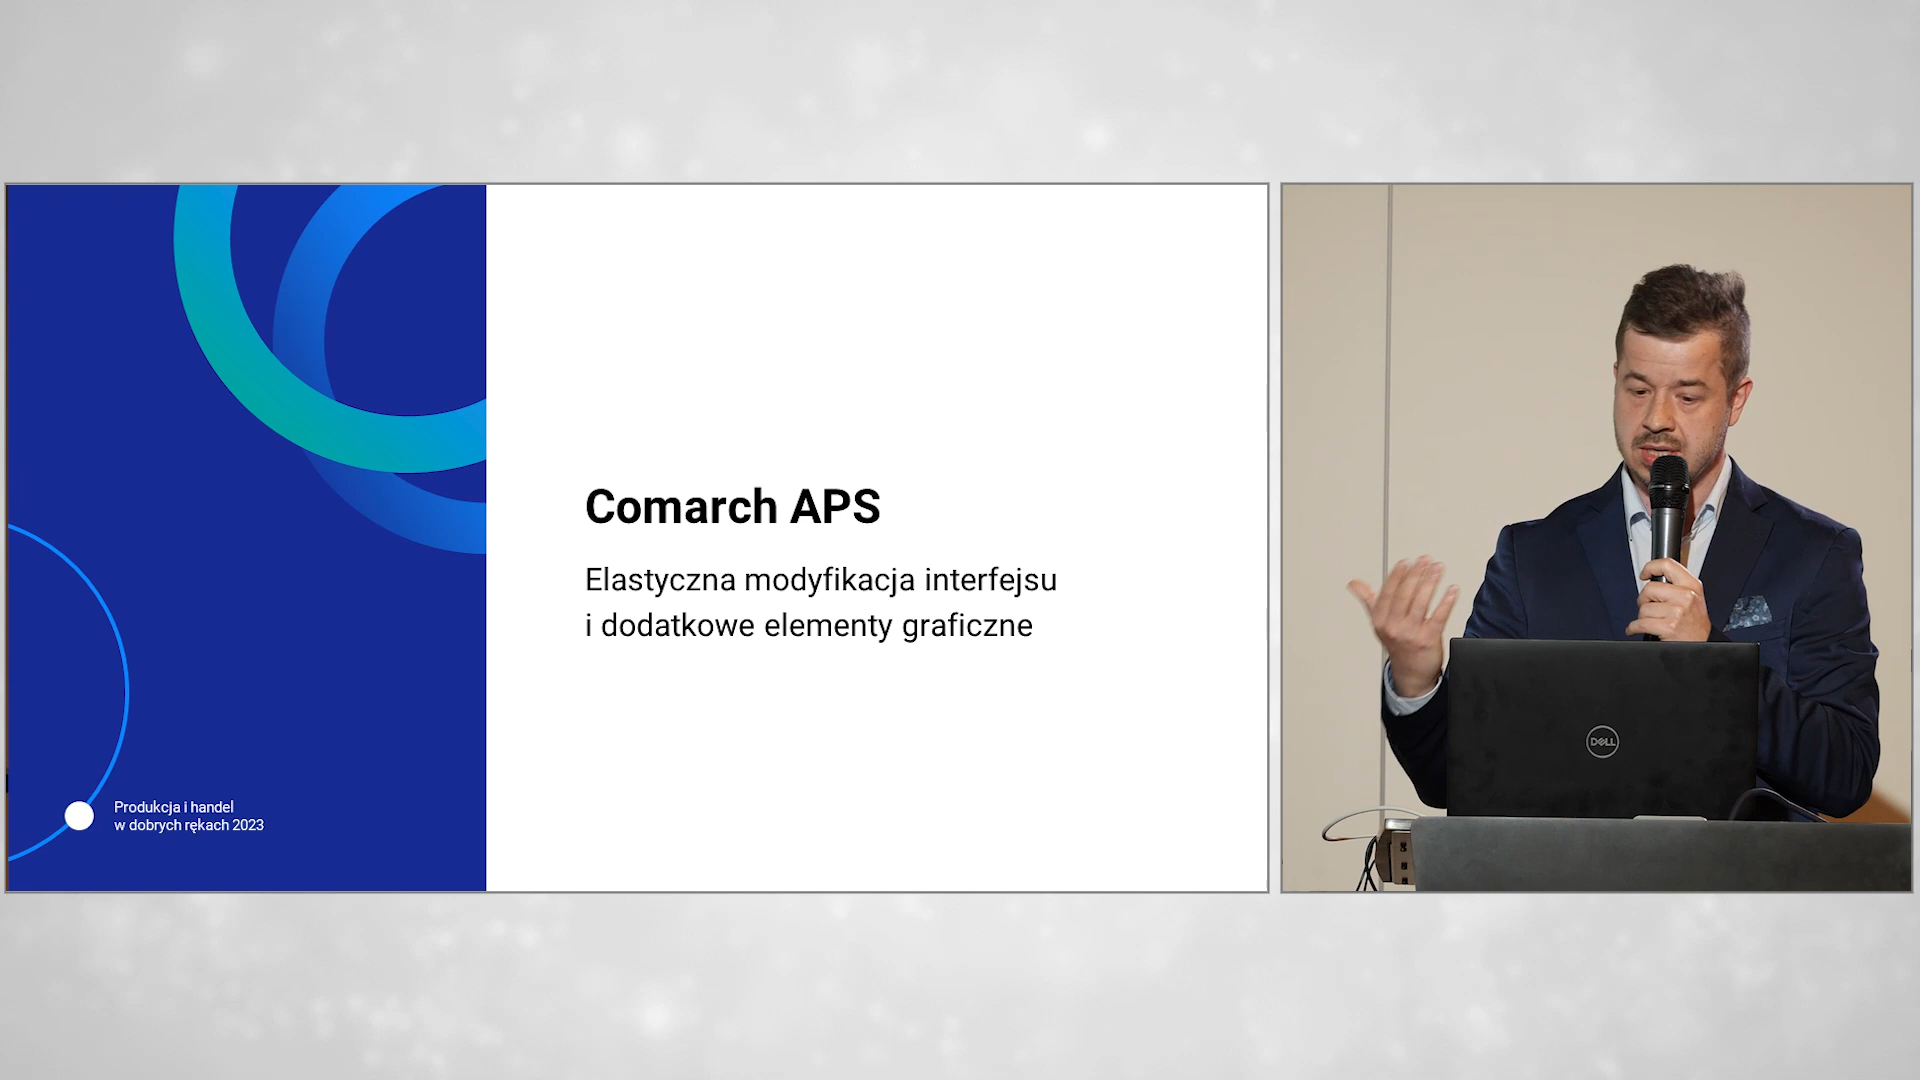 Comarch APS
Elastyczna modyfikacja interfejsu
i dodatkowe elementy graficzne
Produkcja i handel
w dobrych rękach 2023
DELL